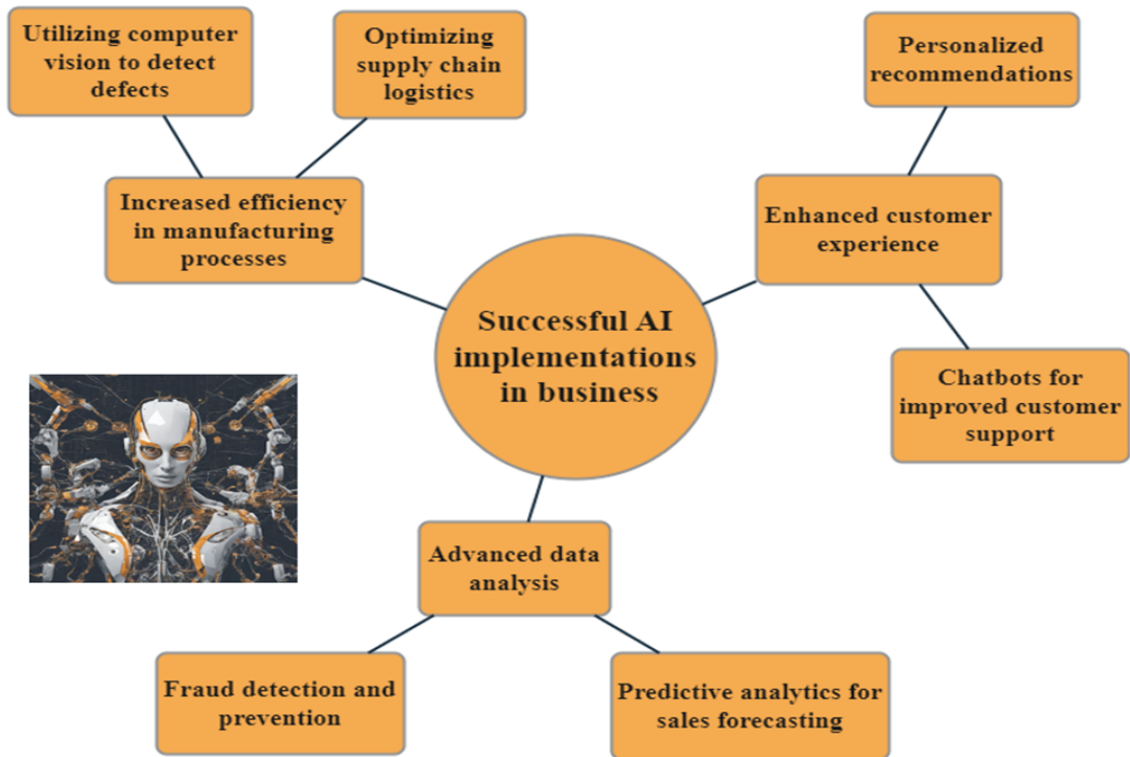 Utilizing computer
vision to detect
defects
Optimizing
supply chain
logistics
Increased efficiency
in manufacturing
processes
Personalized
recommendations
Enhanced customer
experience
Chatbots for
improved customer
support
Successful AI
implementations
in business
Advanced data
analysis
Fraud detection and
prevention
Predictive analytics for
sales forecasting